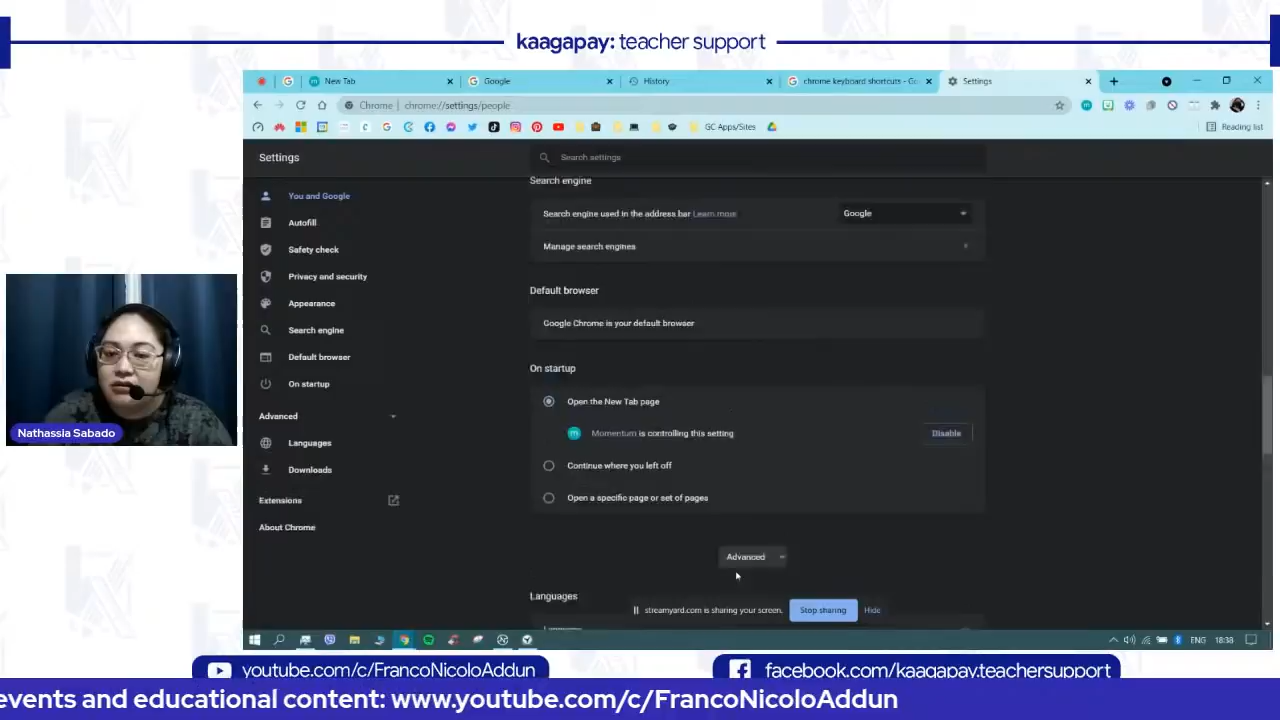 kaagapay: teacher support
New Tab
Google
History
chrome keyboard shortcuts - Go
Settings
Chrome | chrome://settings/people
GC Apps/Sites
Reading list
Settings
Search settings
You and Google
Autofill
Safety check
Privacy and security
Appearance
Search engine
Default browser
On startup
Advanced
Languages
Downloads
Extensions
About Chrome
Search engine
Search engine used in the address bar Learn more
Google
Manage search engines
Default browser
Google Chrome is your default browser
On startup
Open the New Tab page
Momentum is controlling this setting
Disable
Continue where you left off
Open a specific page or set of pages
Advanced
Languages
streamyard.com is sharing your screen.
Stop sharing
Hide
Nathassia Sabado
ENG
18:38
youtube.com/c/FrancoNicoloAddun
facebook.com/kaagapay.teachersupport
events and educational content: www.youtube.com/c/FrancoNicoloAddun